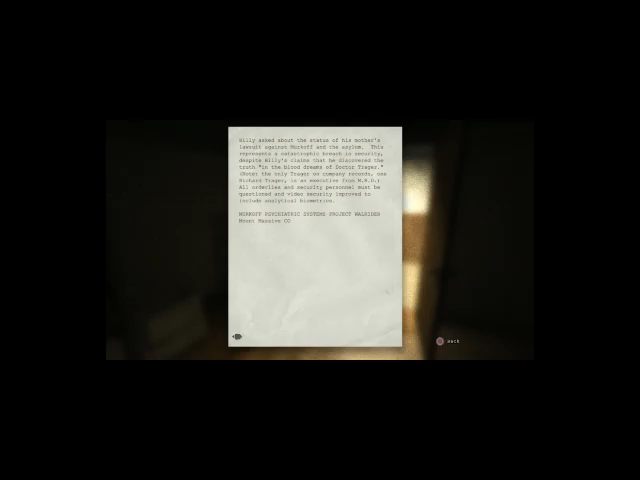 Billy asked about the status of his mother's
lawsuit against Murkoff and the asylum. This
represents a catastrophic breach in security,
despite Billy's claims that he discovered the
truth "in the blood dreams of Doctor Trager."
(Note: the only Trager on company records, one
Richard Trager, is an executive from M.B.S.)
All orderlies and security personnel must be
questioned and video security improved to
include analytical biometrics.
MURKOFF PSYCHIATRIC SYSTEMS PROJECT WALRIDER
Mount Massive CO
Back